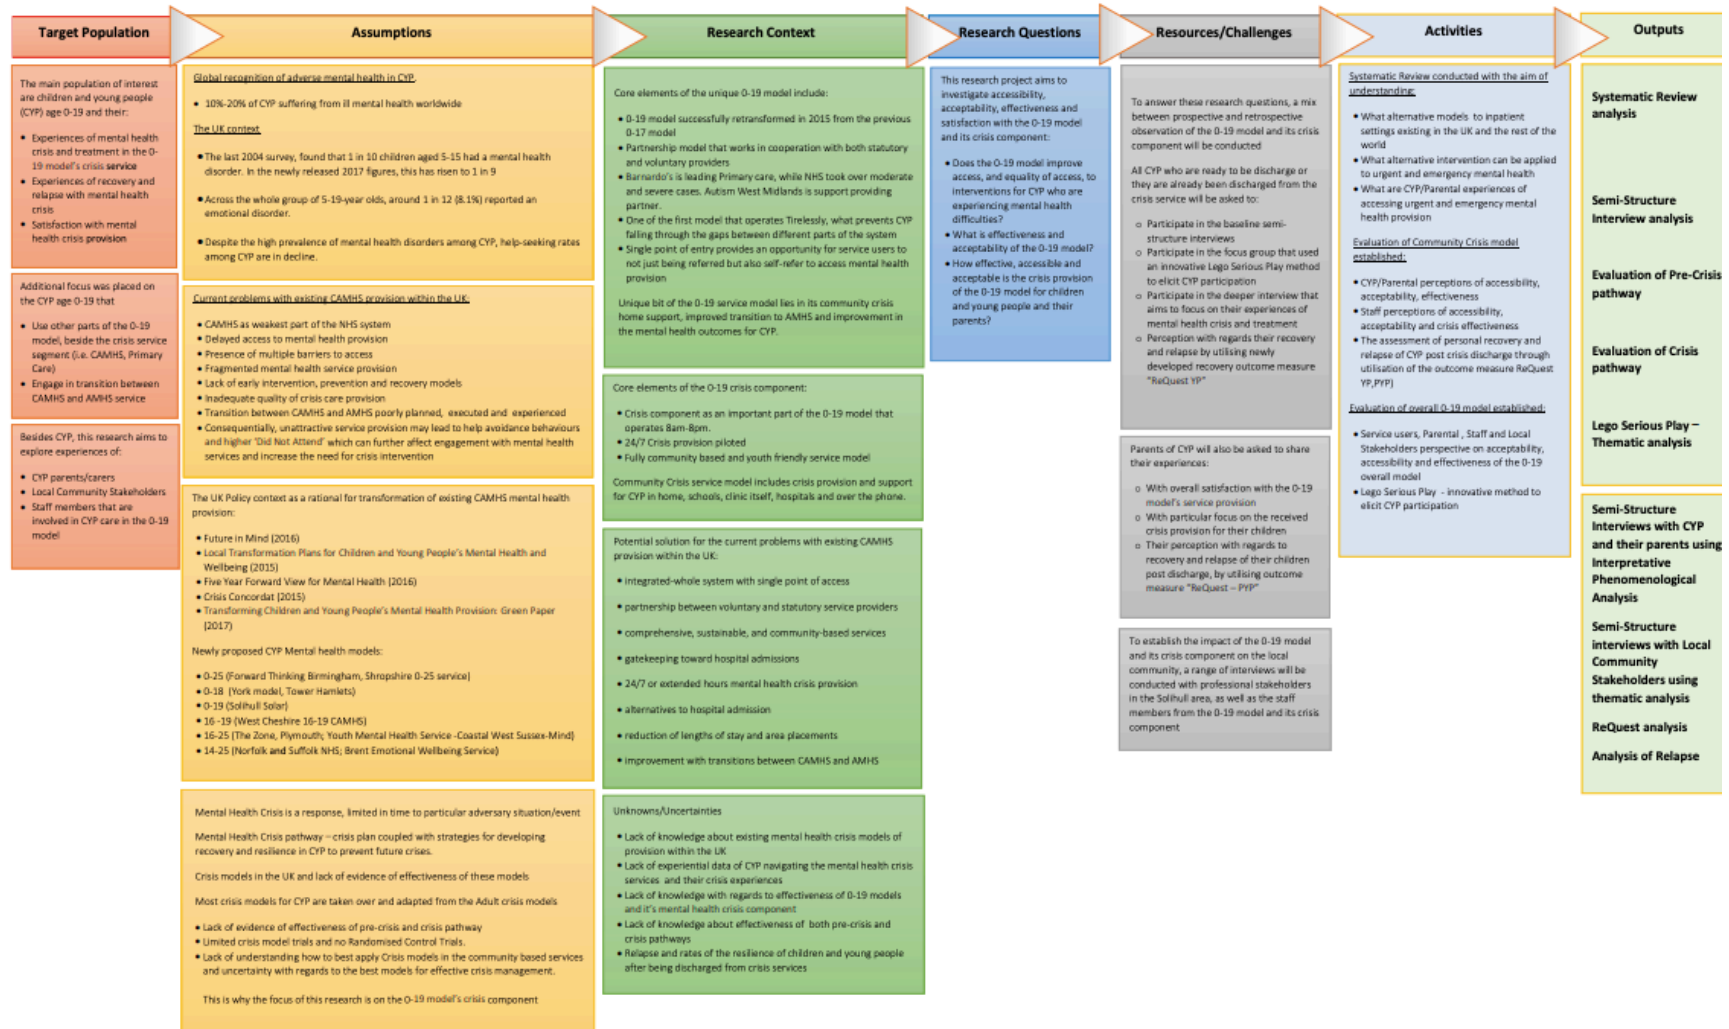 Target Population
Assumptions
Research Context
Research Questions
Resources/Challenges
Activities
Outputs
The main population of interest
are children and young people
(CYP) age 0-19 and their:
• Experiences of mental health
crisis and treatment in the 0-
19 model's crisis service
• Experiences of recovery and
relapse with mental health
crisis
• Satisfaction with mental
health crisis provision
Additional focus was placed on
the CYP age 0-19 that
• Use other parts of the 0-19
model, beside the crisis service
segment (i.e. CAMHS, Primary
Care)
• Engage in transition between
CAMHS and AMHS service
Besides CYP, this research aims to
explore experiences of:
• CYP parents/carers
• Local Community Stakeholders
• Staff members that are
involved in CYP care in the 0-19
model
Global recognition of adverse mental health in CYP.
• 10%-20% of CYP suffering from ill mental health worldwide
The UK context
• The last 2004 survey, found that 1 in 10 children aged 5-15 had a mental health
disorder. In the newly released 2017 figures, this has risen to 1 in 9
• Across the whole group of 5-19-year olds, around 1 in 12 (8.1%) reported an
emotional disorder.
• Despite the high prevalence of mental health disorders among CYP, help-seeking rates
among CYP are in decline.
Current problems with existing CAMHS provision within the UK:
• CAMHS as weakest part of the NHS system
• Delayed access to mental health provision
• Presence of multiple barriers to access
• Fragmented mental health service provision
• Lack of early intervention, prevention and recovery models
• Inadequate quality of crisis care provision
• Transition between CAMHS and AMHS poorly planned, executed and experienced
• Consequentially, unattractive service provision may lead to help avoidance behaviours
and higher 'Did Not Attend' which can further affect engagement with mental health
services and increase the need for crisis intervention
The UK Policy context as a rational for transformation of existing CAMHS mental health
provision:
• Future in Mind (2016)
• Local Transformation Plans for Children and Young People's Mental Health and
Wellbeing (2015)
• Five Year Forward View for Mental Health (2016)
• Crisis Concordat (2015)
• Transforming Children and Young People's Mental Health Provision: Green Paper
(2017)
Newly proposed CYP Mental health models:
• 0-25 (Forward Thinking Birmingham, Shropshire 0-25 service)
• 0-18 (York model, Tower Hamlets)
• 0-19 (Solihull Solar)
• 16 -19 (West Cheshire 16-19 CAMHS)
• 16-25 (The Zone, Plymouth; Youth Mental Health Service -Coastal West Sussex-Mind)
• 14-25 (Norfolk and Suffolk NHS; Brent Emotional Wellbeing Service)
Mental Health Crisis is a response, limited in time to particular adversary situation/event
Mental Health Crisis pathway – crisis plan coupled with strategies for developing
recovery and resilience in CYP to prevent future crises.
Crisis models in the UK and lack of evidence of effectiveness of these models
Most crisis models for CYP are taken over and adapted from the Adult crisis models
• Lack of evidence of effectiveness of pre-crisis and crisis pathway
• Limited crisis model trials and no Randomised Control Trials.
• Lack of understanding how to best apply Crisis models in the community based services
and uncertainty with regards to the best models for effective crisis management.
This is why the focus of this research is on the 0-19 model's crisis component
Core elements of the unique 0-19 model include:
• 0-19 model successfully retransformed in 2015 from the previous
0-17 model
• Partnership model that works in cooperation with both statutory
and voluntary providers
• Barnardo's is leading Primary care, while NHS took over moderate
and severe cases. Autism West Midlands is support providing
partner.
• One of the first model that operates Tirelessly, what prevents CYP
falling through the gaps between different parts of the system
• Single point of entry provides an opportunity for service users to
not just being referred but also self-refer to access mental health
provision
Unique bit of the 0-19 service model lies in its community crisis
home support, improved transition to AMHS and improvement in
the mental health outcomes for CYP.
Core elements of the 0-19 crisis component:
• Crisis component as an important part of the 0-19 model that
operates 8am-8pm.
• 24/7 Crisis provision piloted
• Fully community based and youth friendly service model
Community Crisis service model includes crisis provision and support
for CYP in home, schools, clinic itself, hospitals and over the phone.
Potential solution for the current problems with existing CAMHS
provision within the UK:
• integrated-whole system with single point of access
• partnership between voluntary and statutory service providers
• comprehensive, sustainable, and community-based services
• gatekeeping toward hospital admissions
• 24/7 or extended hours mental health crisis provision
• alternatives to hospital admission
• reduction of lengths of stay and area placements
• improvement with transitions between CAMHS and AMHS
Unknowns/Uncertainties
• Lack of knowledge about existing mental health crisis models of
provision within the UK
• Lack of experiential data of CYP navigating the mental health crisis
services and their crisis experiences
• Lack of knowledge with regards to effectiveness of 0-19 models
and it's mental health crisis component
• Lack of knowledge about effectiveness of both pre-crisis and
crisis pathways
• Relapse and rates of the resilience of children and young people
after being discharged from crisis services
This research project aims to
investigate accessibility,
acceptability, effectiveness and
satisfaction with the 0-19 model
and its crisis component:
• Does the 0-19 model improve
access, and equality of access, to
interventions for CYP who are
experiencing mental health
difficulties?
• What is effectiveness and
acceptability of the 0-19 model?
• How effective, accessible and
acceptable is the crisis provision
of the 0-19 model for children
and young people and their
parents?
To answer these research questions, a mix
between prospective and retrospective
observation of the 0-19 model and its crisis
component will be conducted
All CYP who are ready to be discharge or
they are already been discharged from the
crisis service will be asked to:
o Participate in the baseline semi-
structure interviews
o Participate in the focus group that used
an innovative Lego Serious Play method
to elicit CYP participation
o Participate in the deeper interview that
aims to focus on their experiences of
mental health crisis and treatment
o Perception with regards their recovery
and relapse by utilising newly
developed recovery outcome measure
"ReQuest YP"
Parents of CYP will also be asked to share
their experiences:
o With overall satisfaction with the 0-19
model's service provision
o With particular focus on the received
crisis provision for their children
o Their perception with regards to
recovery and relapse of their children
post discharge, by utilising outcome
measure "ReQuest – PYP"
To establish the impact of the 0-19 model
and its crisis component on the local
community, a range of interviews will be
conducted with professional stakeholders
in the Solihull area, as well as the staff
members from the 0-19 model and its crisis
component
Systematic Review conducted with the aim of
understanding:
• What alternative models to inpatient
settings existing in the UK and the rest of the
world
• What alternative intervention can be applied
to urgent and emergency mental health
• What are CYP/Parental experiences of
accessing urgent and emergency mental
health provision
Evaluation of Community Crisis model
established:
• CYP/Parental perceptions of accessibility,
acceptability, effectiveness
• Staff perceptions of accessibility,
acceptability and crisis effectiveness
• The assessment of personal recovery and
relapse of CYP post crisis discharge through
utilisation of the outcome measure ReQuest
YP,PYP)
Evaluation of overall 0-19 model established:
• Service users, Parental , Staff and Local
Stakeholders perspective on acceptability,
accessibility and effectiveness of the 0-19
overall model
• Lego Serious Play - innovative method to
elicit CYP participation
Systematic Review
analysis
Semi-Structure
Interview analysis
Evaluation of Pre-Crisis
pathway
Evaluation of Crisis
pathway
Lego Serious Play –
Thematic analysis
Semi-Structure
Interviews with CYP
and their parents using
Interpretative
Phenomenological
Analysis
Semi-Structure
interviews with Local
Community
Stakeholders using
thematic analysis
ReQuest analysis
Analysis of Relapse